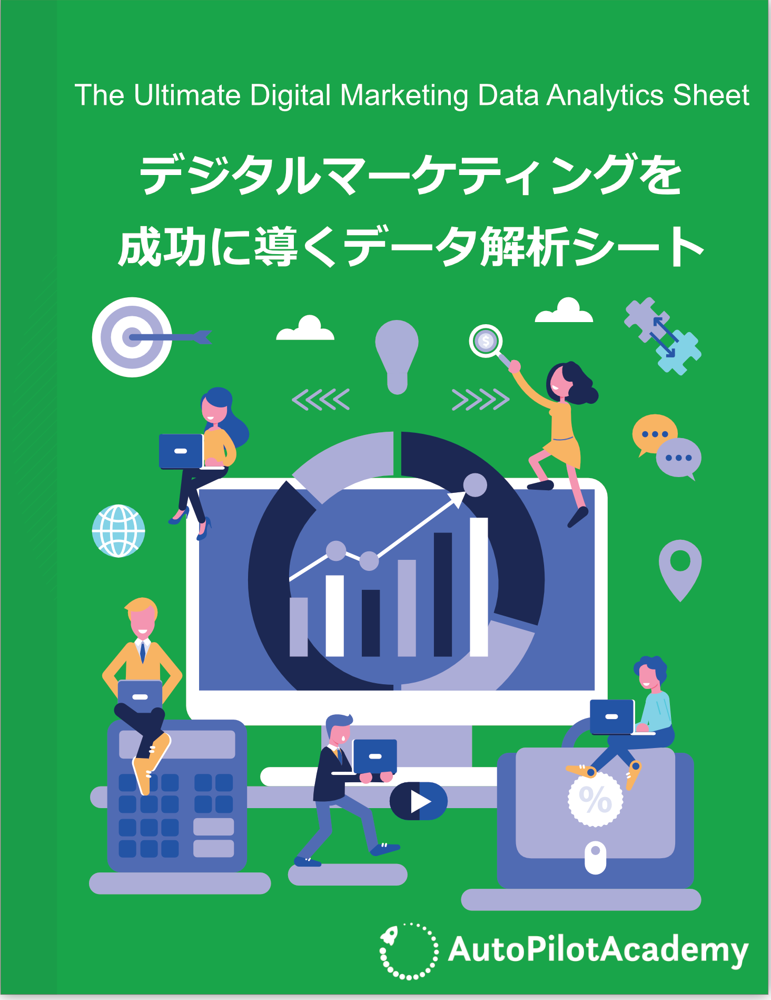 The Ultimate Digital Marketing Data Analytics Sheet
デジタルマーケティングを
成功に導くデータ解析シート
$
%
AutoPilotAcademy